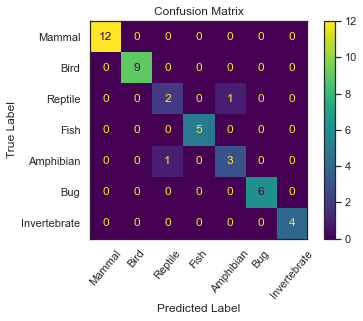 Confusion Matrix
True Label
Mammal 12 0 0 0 0 0 0
Bird 0 9 0 0 0 0 0
Reptile 0 0 2 0 1 0 0
Fish 0 0 0 5 0 0 0
Amphibian 0 0 1 0 3 0 0
Bug 0 0 0 0 0 6 0
Invertebrate 0 0 0 0 0 0 4
Mammal Bird Reptile Fish Amphibian Bug Invertebrate
Predicted Label
12
10
8
6
4
2
0